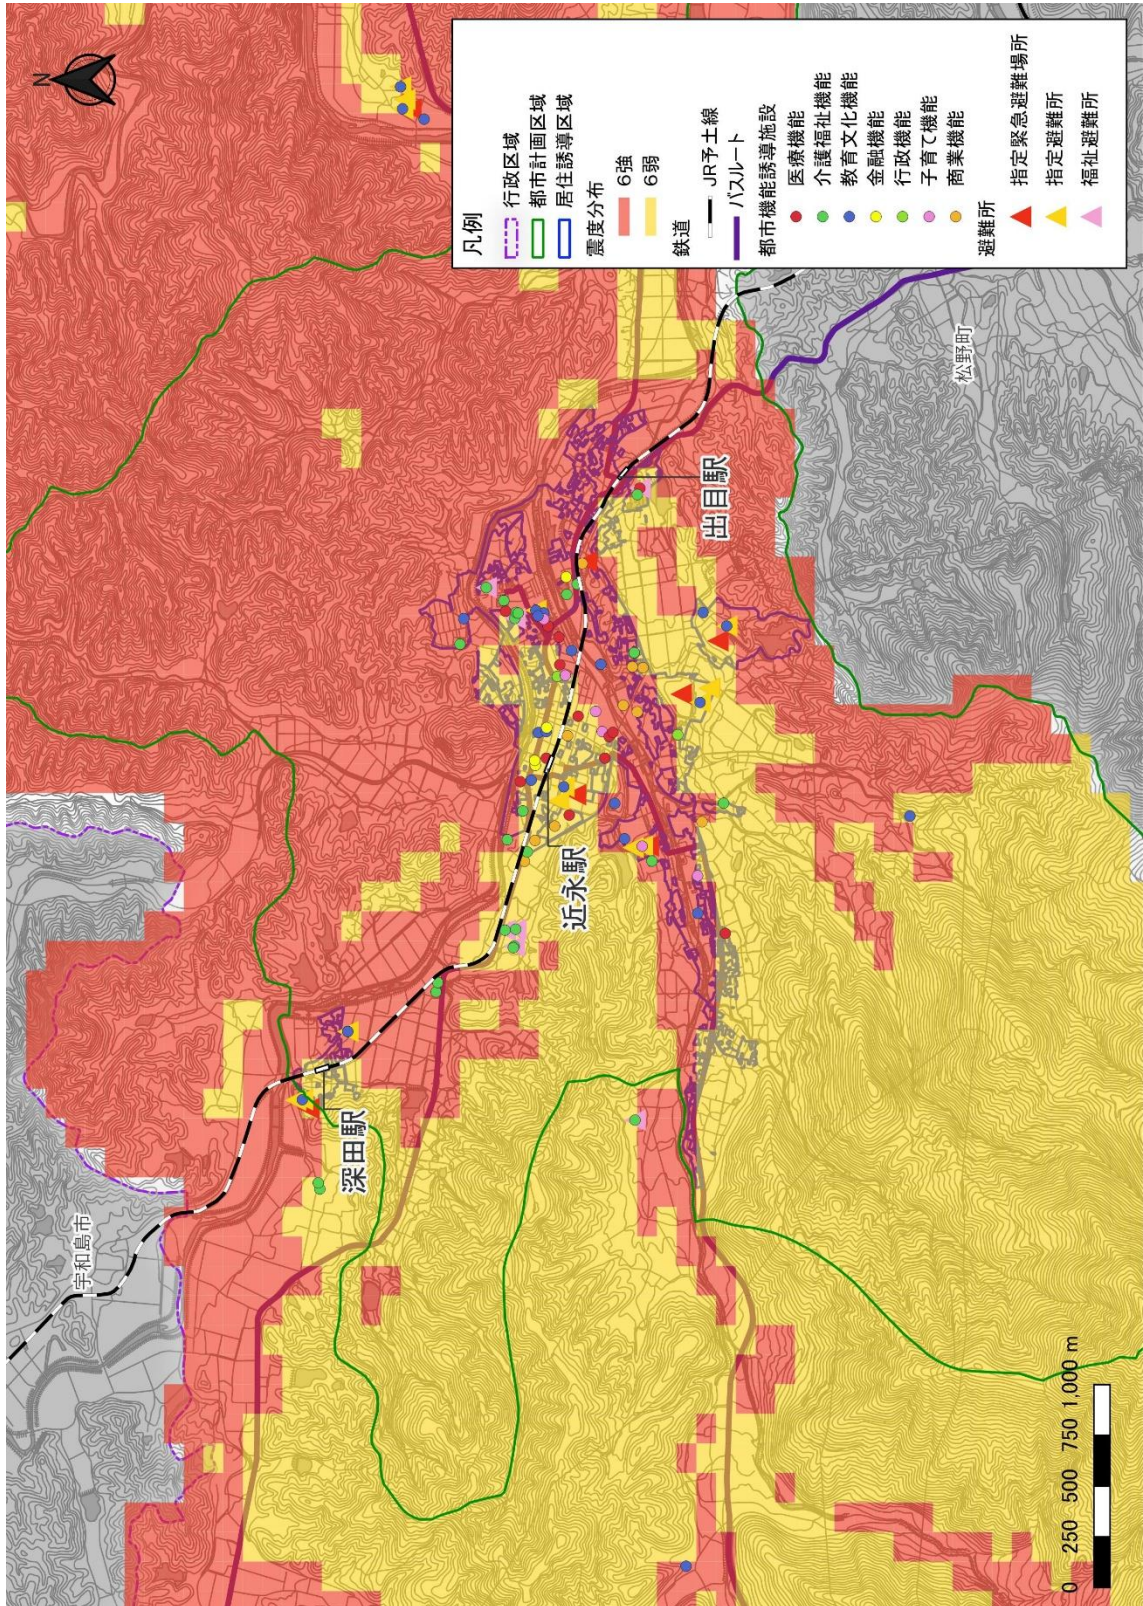 N
凡例
行政区域
都市計画区域
居住誘導区域
震度分布
6強
6弱
鉄道
JR予土線
バスルート
都市機能誘導施設
医療機能
介護福祉機能
教育文化機能
金融機能
行政機能
子育て機能
商業機能
避難所
指定緊急避難場所
指定避難所
福祉避難所
宇和島市
深田駅
近永駅
出目駅
松野町
0 250 500 750 1,000 m